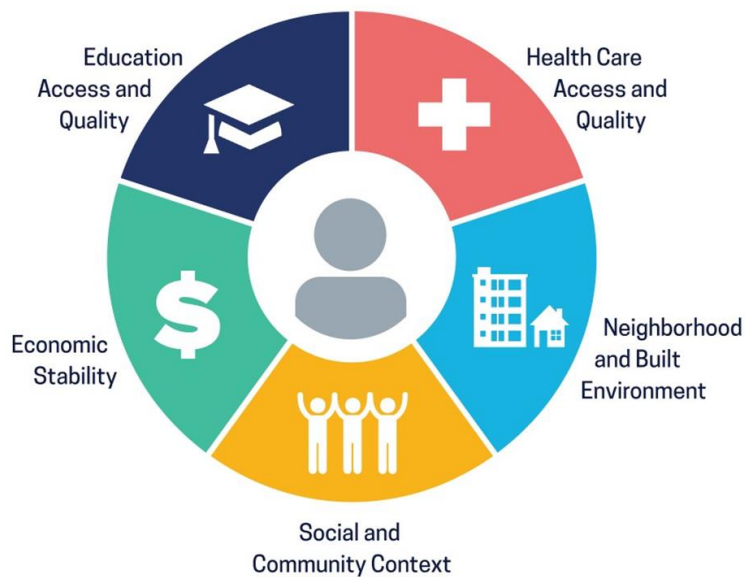 Education
Access and
Quality
Health Care
Access and
Quality
Economic
Stability
Neighborhood
and Built
Environment
Social and
Community Context